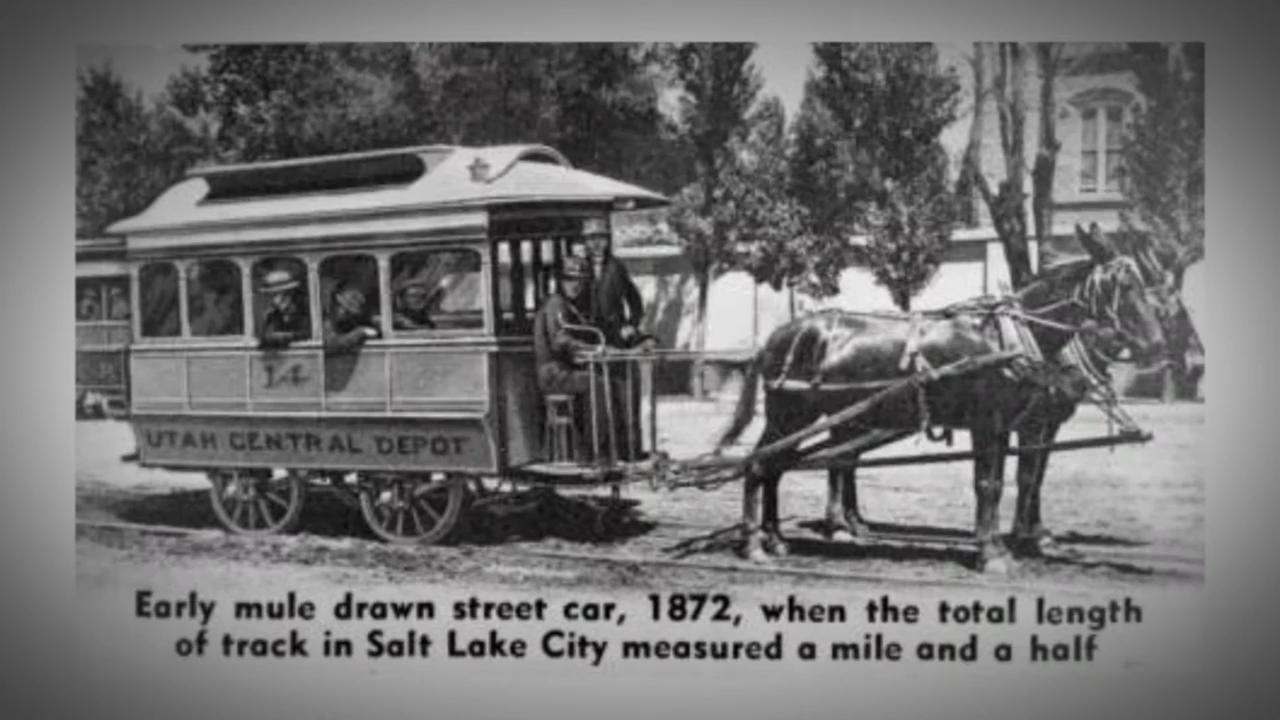 14
UTAH CENTRAL DEPOT
Early mule drawn street car, 1872, when the total length
of track in Salt Lake City measured a mile and a half